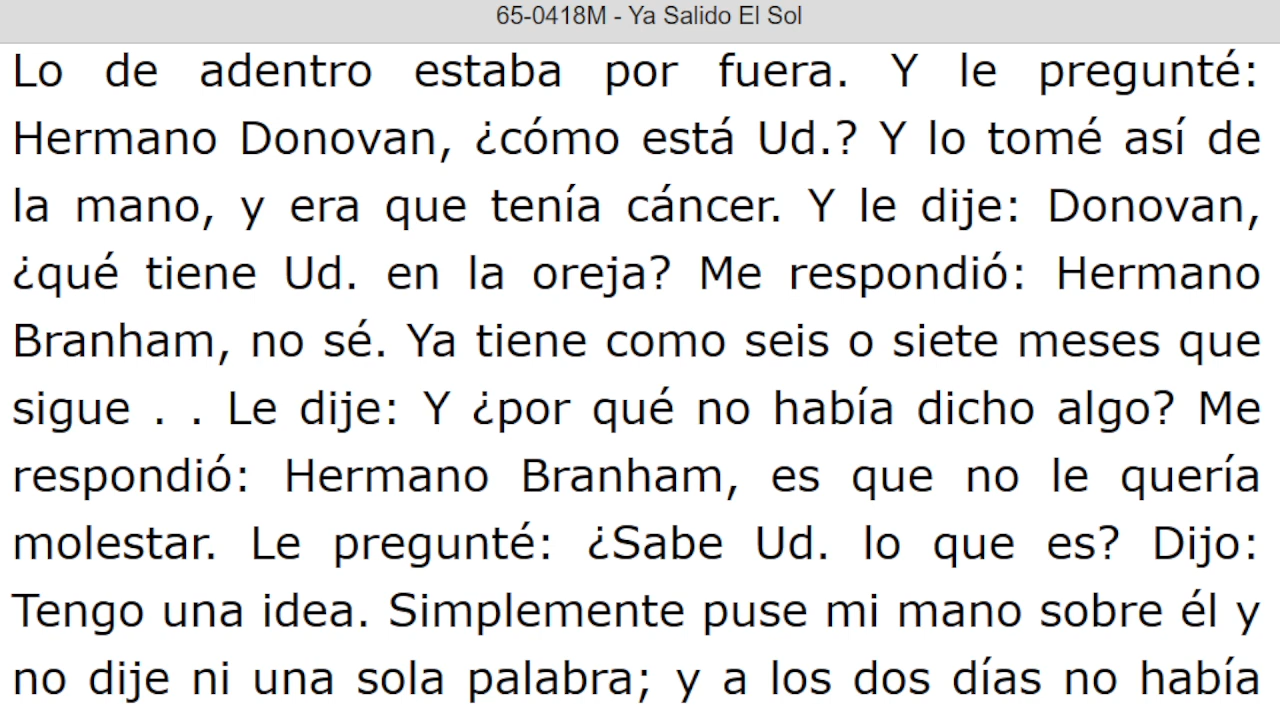 65-0418M - Ya Salido El Sol
Lo de adentro estaba por fuera. Y le pregunté:
Hermano Donovan, ¿cómo está Ud.? Y lo tomé así de
la mano, y era que tenía cáncer. Y le dije: Donovan,
¿qué tiene Ud. en la oreja? Me respondió: Hermano
Branham, no sé. Ya tiene como seis o siete meses que
sigue . . Le dije: Y ¿por qué no había dicho algo? Me
respondió: Hermano Branham, es que no le quería
molestar. Le pregunté: ¿Sabe Ud. lo que es? Dijo:
Tengo una idea. Simplemente puse mi mano sobre él y
no dije ni una sola palabra; y a los dos días no había